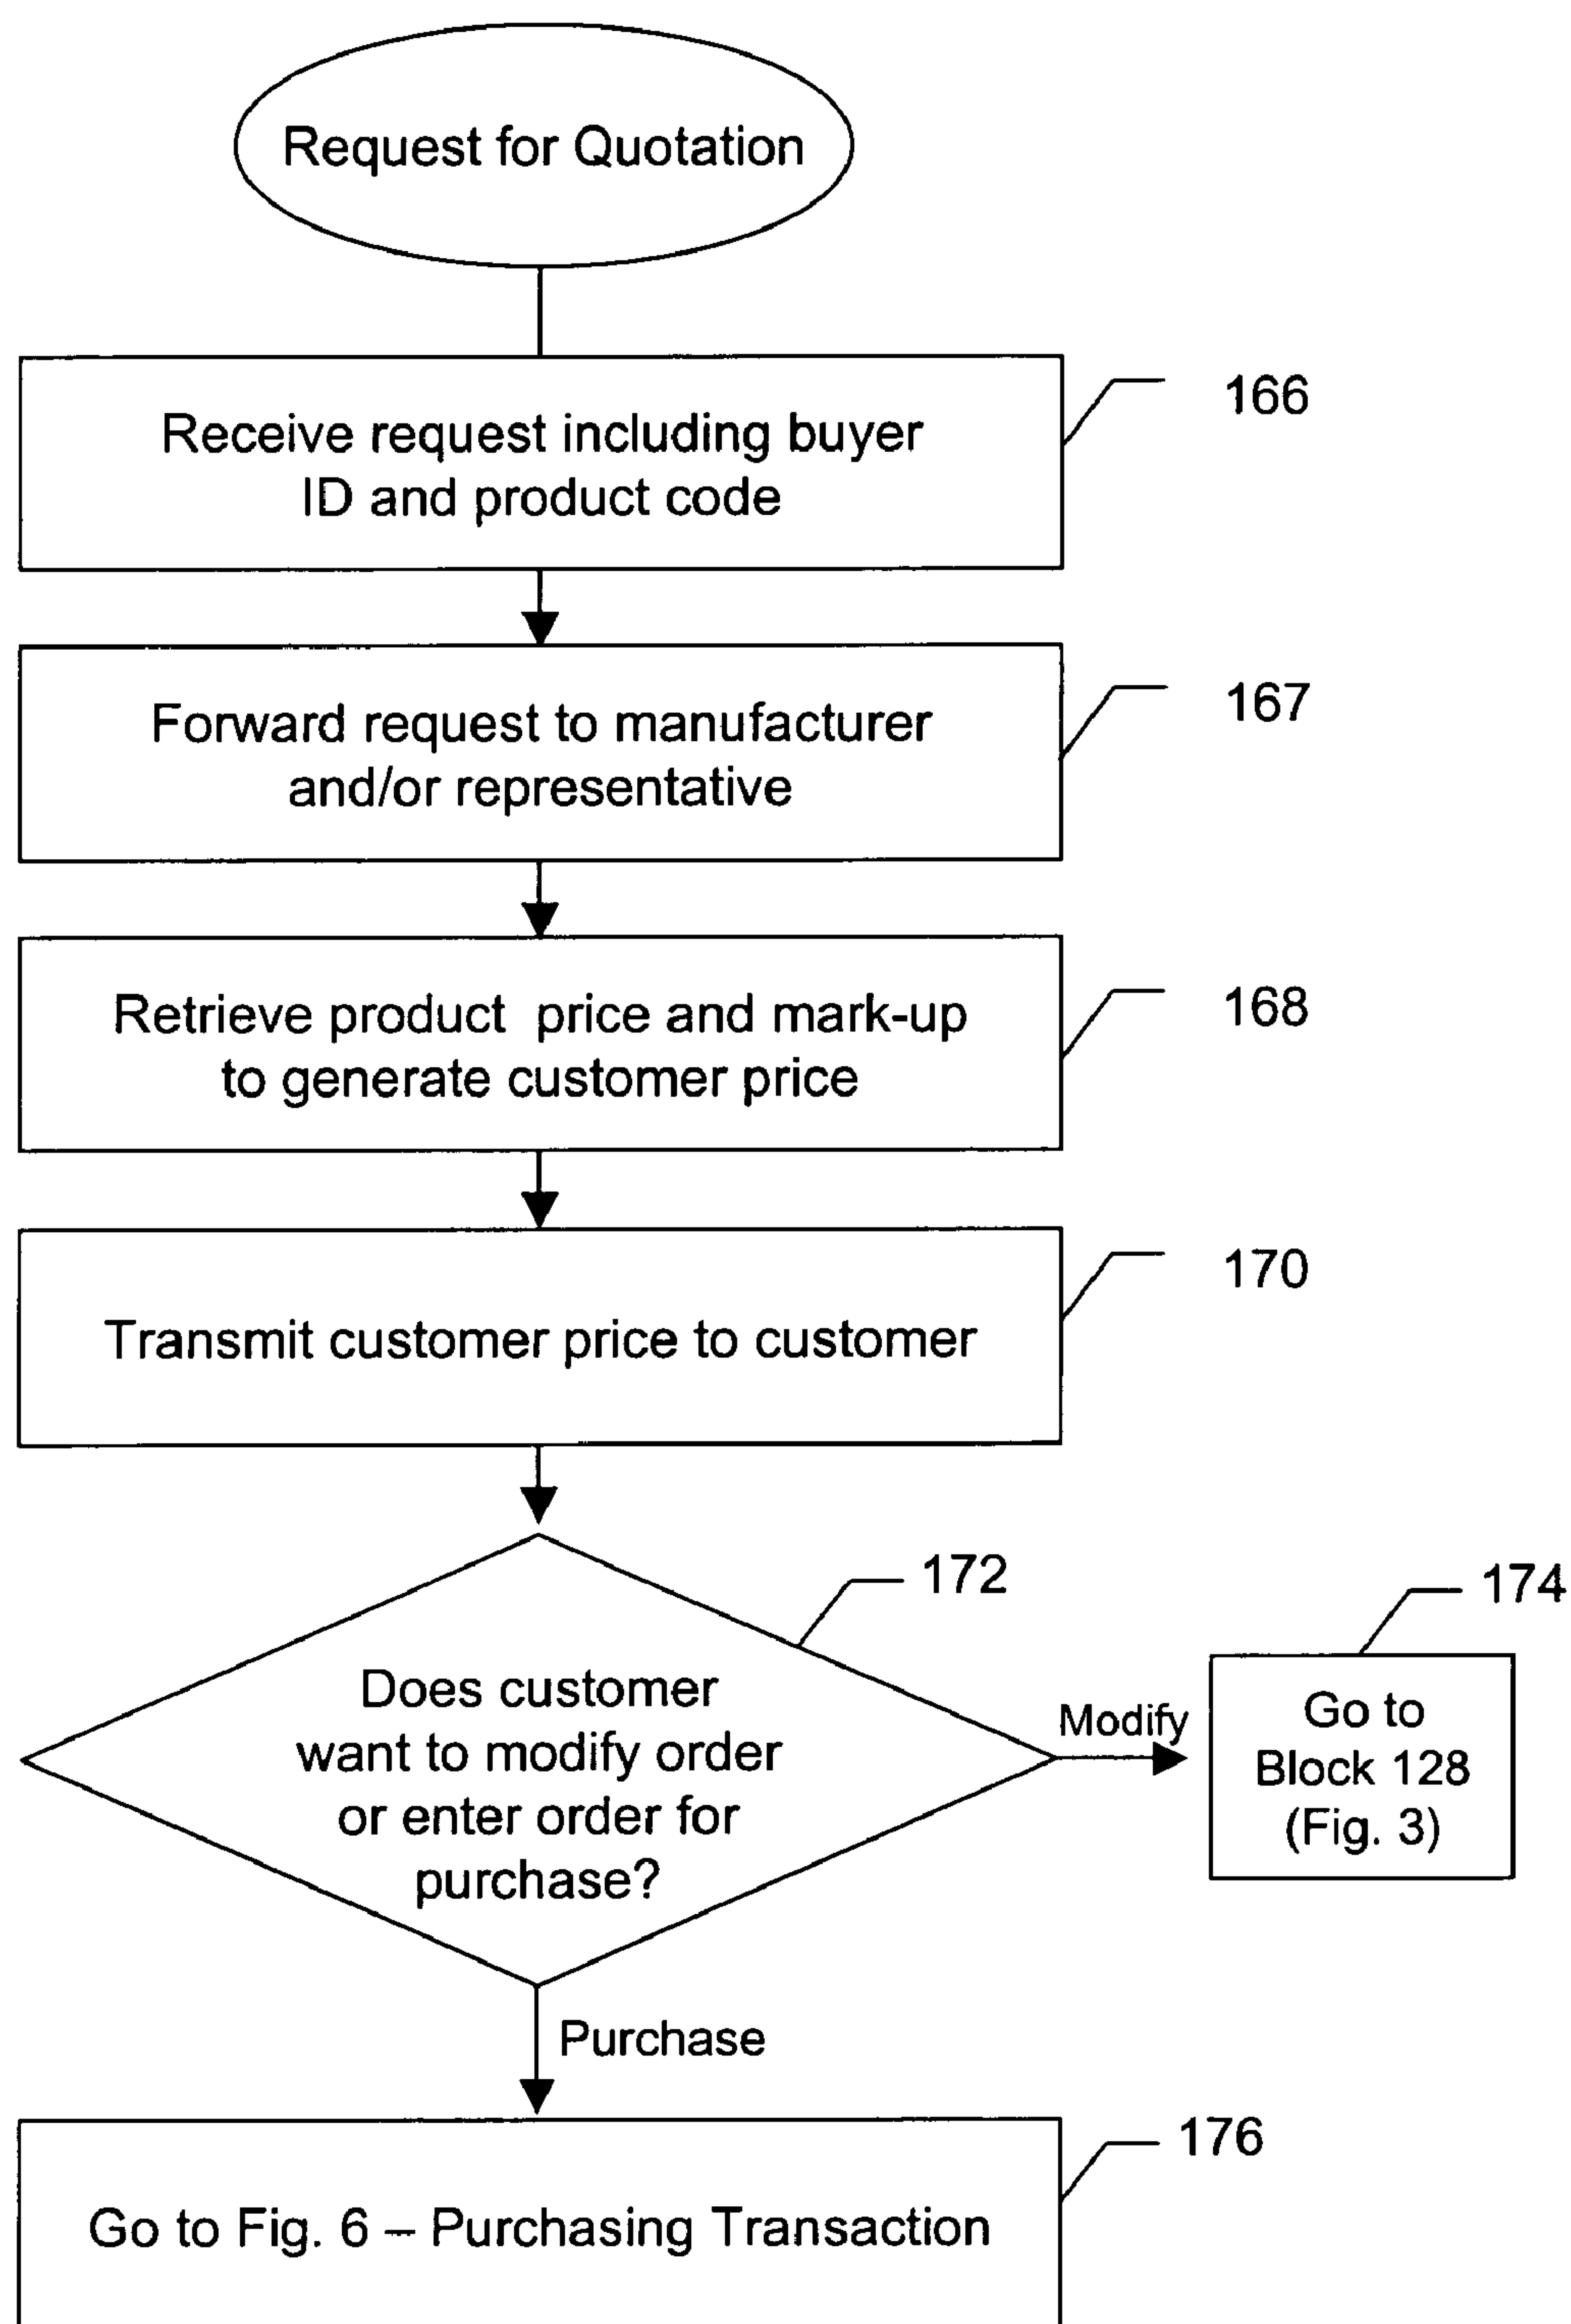 Request for Quotation
Receive request including buyer
ID and product code
166
Forward request to manufacturer
and/or representative
167
Retrieve product price and mark-up
to generate customer price
168
Transmit customer price to customer
170
Does customer
want to modify order
or enter order for
purchase?
172
Modify
174
Go to
Block 128
(Fig. 3)
Purchase
Go to Fig. 6 – Purchasing Transaction
176